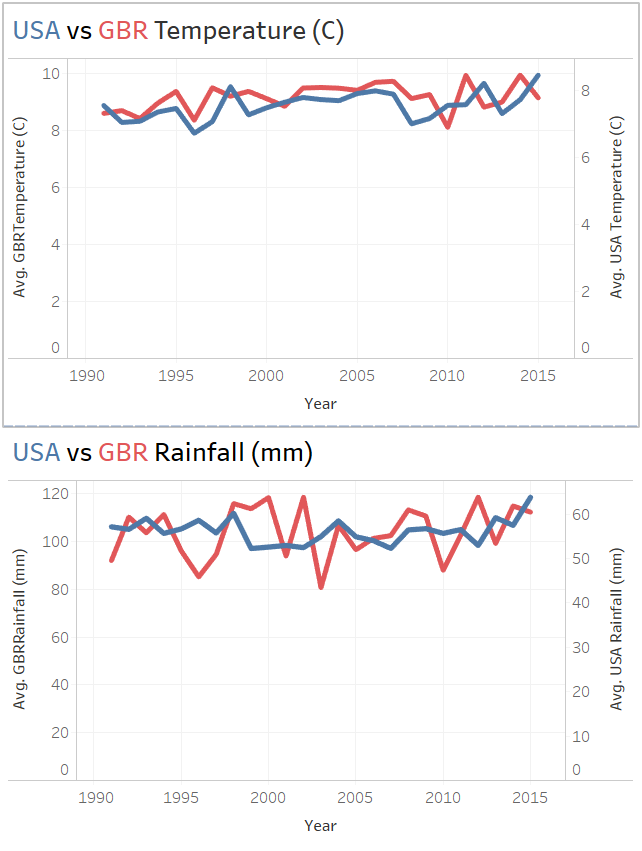 USA vs GBR Temperature (C)
10
8
6
4
2
0
Avg. GBRTemperature (C)
8
6
4
2
0
Avg. USA Temperature (C)
1990 1995 2000 2005 2010 2015
Year
USA vs GBR Rainfall (mm)
120
100
80
60
40
20
0
Avg. GBRRainfall (mm)
60
50
40
30
20
10
0
Avg. USA Rainfall (mm)
1990 1995 2000 2005 2010 2015
Year